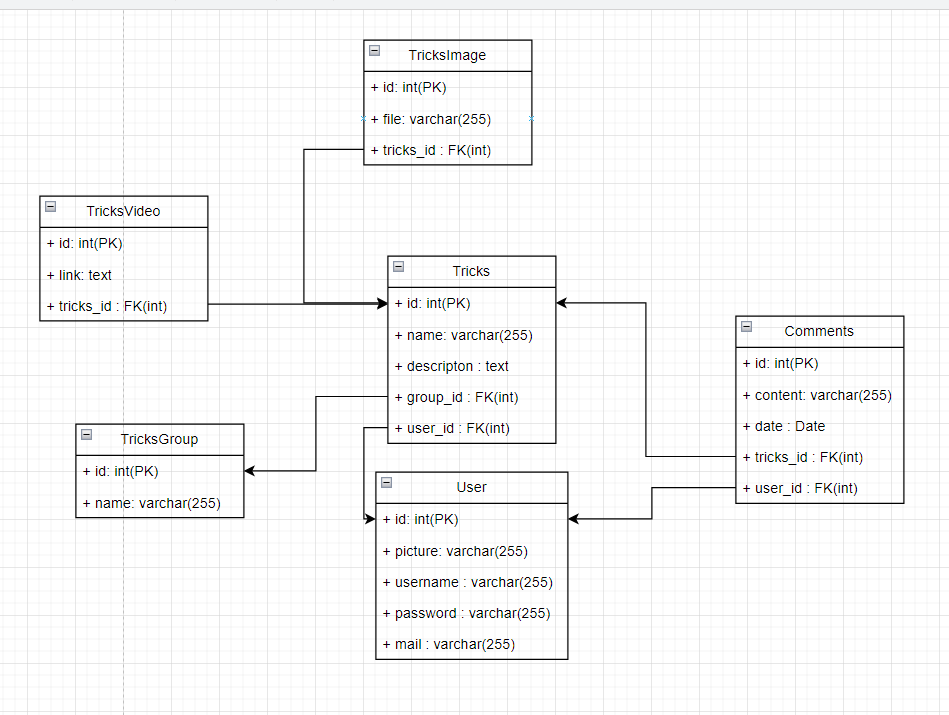 TricksImage
+ id: int(PK)
+ file: varchar(255)
+ tricks_id : FK(int)
TricksVideo
+ id: int(PK)
+ link: text
+ tricks_id : FK(int)
Tricks
+ id: int(PK)
+ name: varchar(255)
+ descripton : text
+ group_id : FK(int)
+ user_id : FK(int)
Comments
+ id: int(PK)
+ content: varchar(255)
+ date : Date
+ tricks_id : FK(int)
+ user_id : FK(int)
TricksGroup
+ id: int(PK)
+ name: varchar(255)
User
+ id: int(PK)
+ picture: varchar(255)
+ username : varchar(255)
+ password : varchar(255)
+ mail : varchar(255)